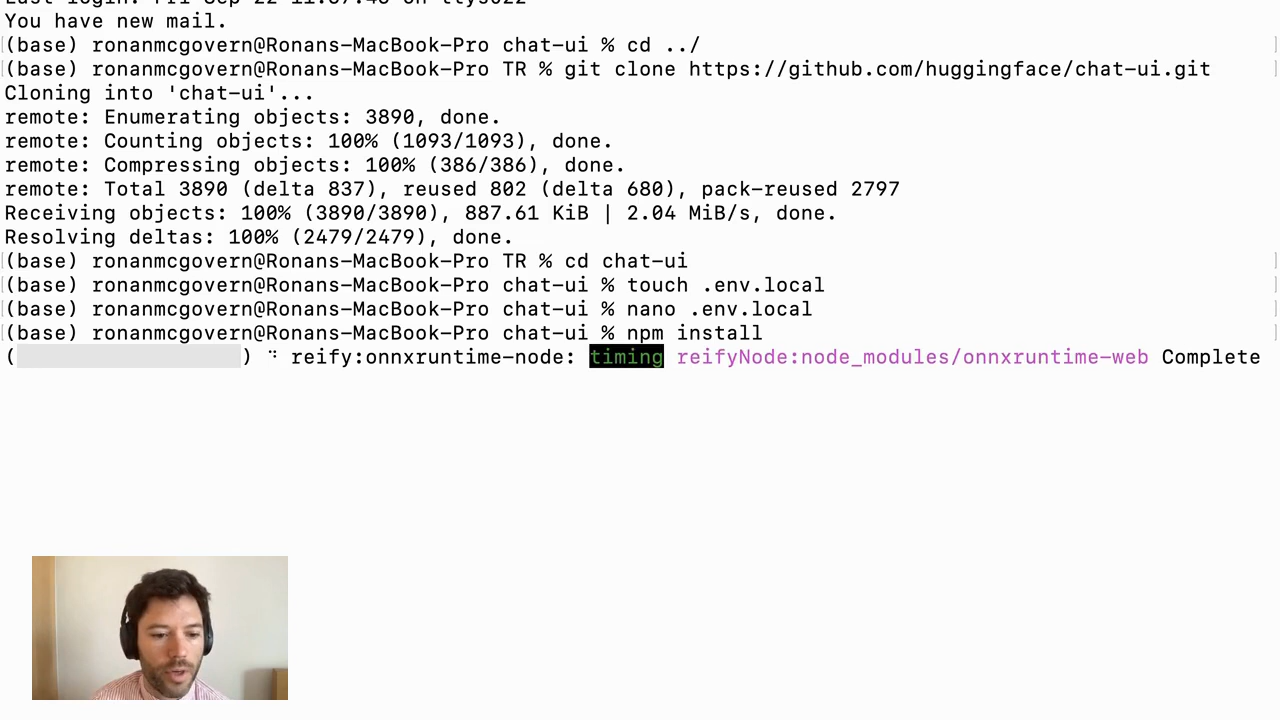 You have new mail.
(base) ronanmcgovern@Ronans-MacBook-Pro chat-ui % cd ../
(base) ronanmcgovern@Ronans-MacBook-Pro TR % git clone https://github.com/huggingface/chat-ui.git
Cloning into 'chat-ui'...
remote: Enumerating objects: 3890, done.
remote: Counting objects: 100% (1093/1093), done.
remote: Compressing objects: 100% (386/386), done.
remote: Total 3890 (delta 837), reused 802 (delta 680), pack-reused 2797
Receiving objects: 100% (3890/3890), 887.61 KiB | 2.04 MiB/s, done.
Resolving deltas: 100% (2479/2479), done.
(base) ronanmcgovern@Ronans-MacBook-Pro TR % cd chat-ui
(base) ronanmcgovern@Ronans-MacBook-Pro chat-ui % touch .env.local
(base) ronanmcgovern@Ronans-MacBook-Pro chat-ui % nano .env.local
(base) ronanmcgovern@Ronans-MacBook-Pro chat-ui % npm install
( ) ⠙ reify:onnxruntime-node: timing reifyNode:node_modules/onnxruntime-web Complete